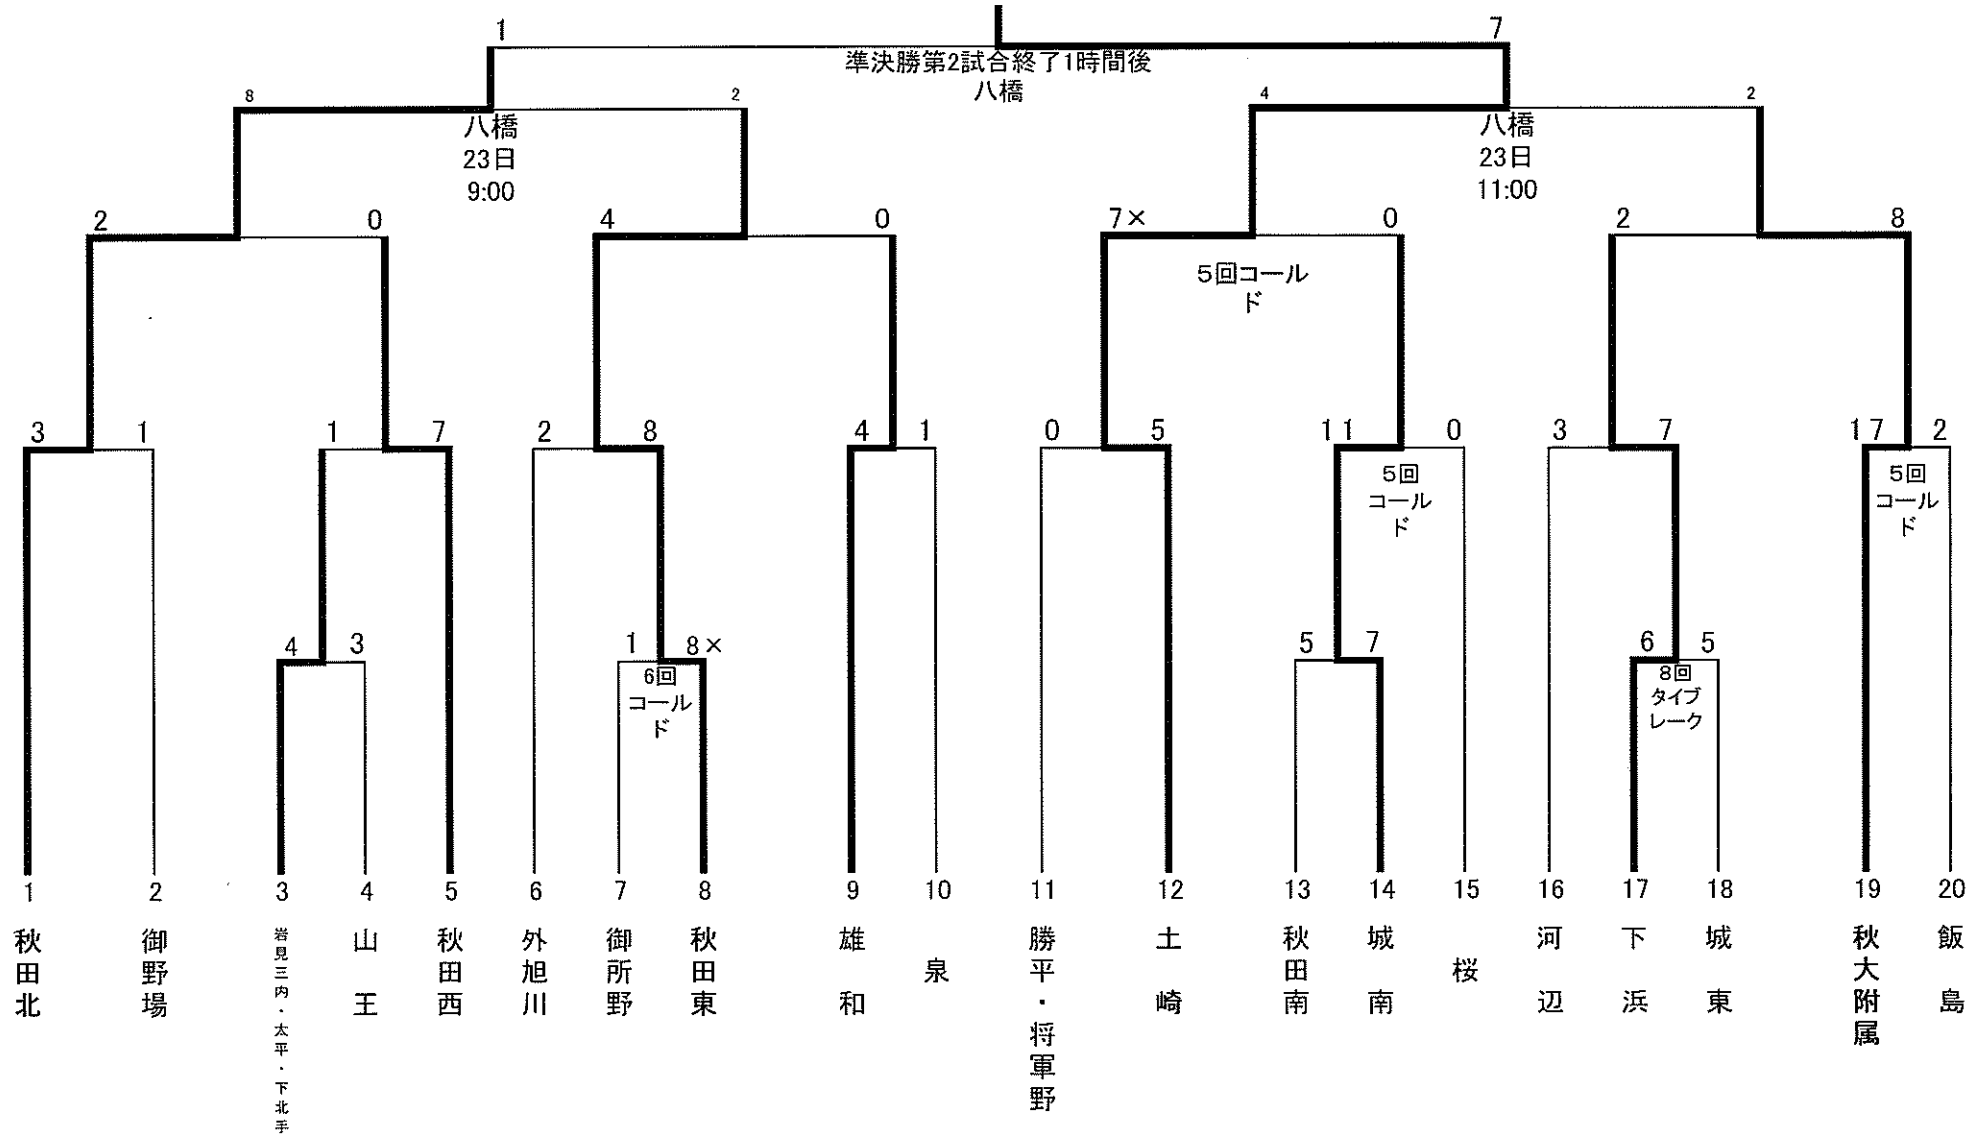 1 7
準決勝第2試合終了1時間後
八橋
8 2 4 2
八橋
23日
9:00
八橋
23日
11:00
2 0 4 0 7× 0 2 8
5回コール
ド
3 1 1 7 2 8 4 1 0 5 11 0 3 7 17 2
5回
コール
ド
5回
コール
ド
4 3 1 8× 5 7 6 5
6回
コール
ド
8回
タイブ
レーク
1 2 3 4 5 6 7 8 9 10 11 12 13 14 15 16 17 18 19 20
秋田北
御野場
岩見三内・太平・下北手
山王
秋田西
外旭川
御所野
秋田東
雄和
泉
勝平・将軍野
土崎
秋田南
城南
桜
河辺
下浜
城東
秋大附属
飯島